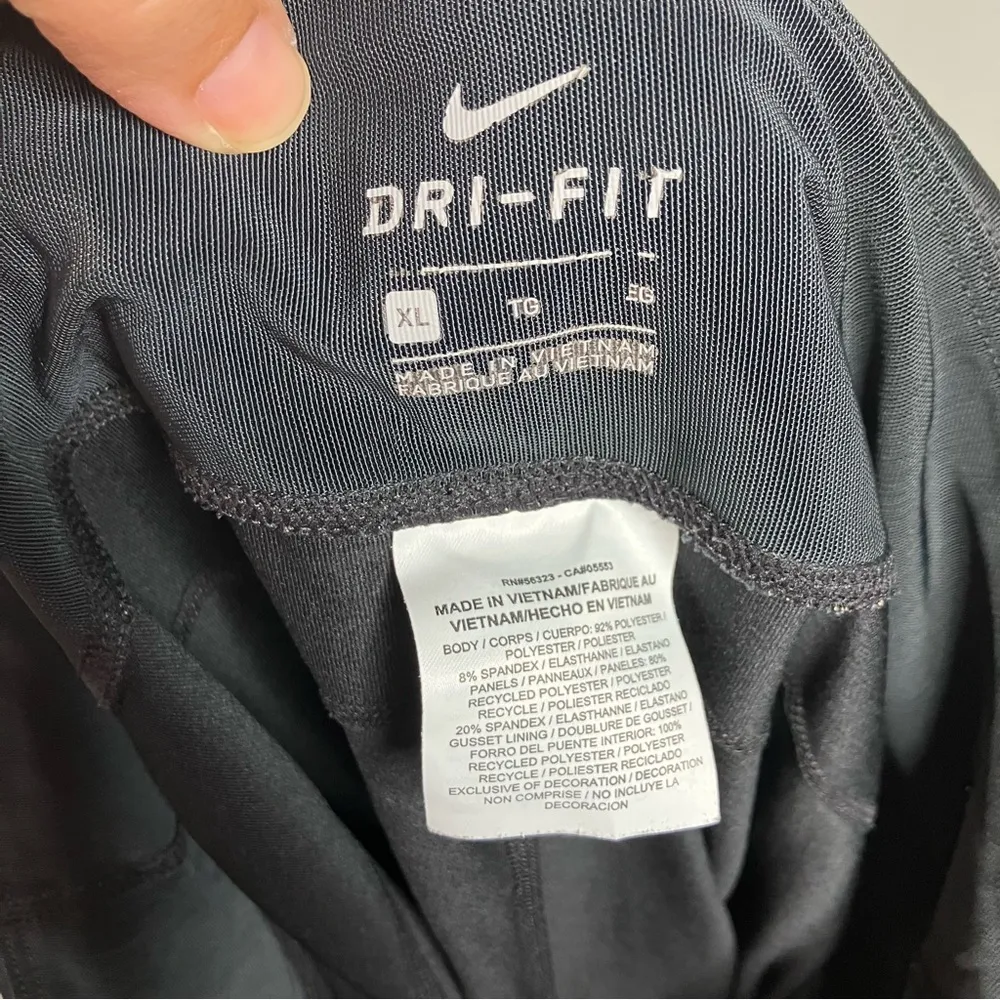 DRI-FIT
XL TG EG
MADE IN VIETNAM
FABRIQUE AU VIETNAM
RN#56323 - CA#05553
MADE IN VIETNAM/FABRIQUE AU
VIETNAM/HECHO EN VIETNAM
BODY / CORPS / CUERPO: 92% POLYESTER /
POLYESTER / POLIESTER
8% SPANDEX / ELASTHANNE / ELASTANO
PANELS / PANNEAUX / PANELES: 80%
RECYCLED POLYESTER / POLYESTER
RECYCLE / POLIESTER RECICLADO
20% SPANDEX / ELASTHANNE / ELASTANO
GUSSET LINING / DOUBLURE DE GOUSSET /
FORRO DEL PUENTE INTERIOR: 100%
RECYCLED POLYESTER / POLYESTER
RECYCLE / POLIESTER RECICLADO
EXCLUSIVE OF DECORATION / DECORATION
NON COMPRISE / NO INCLUYE LA
DECORACION